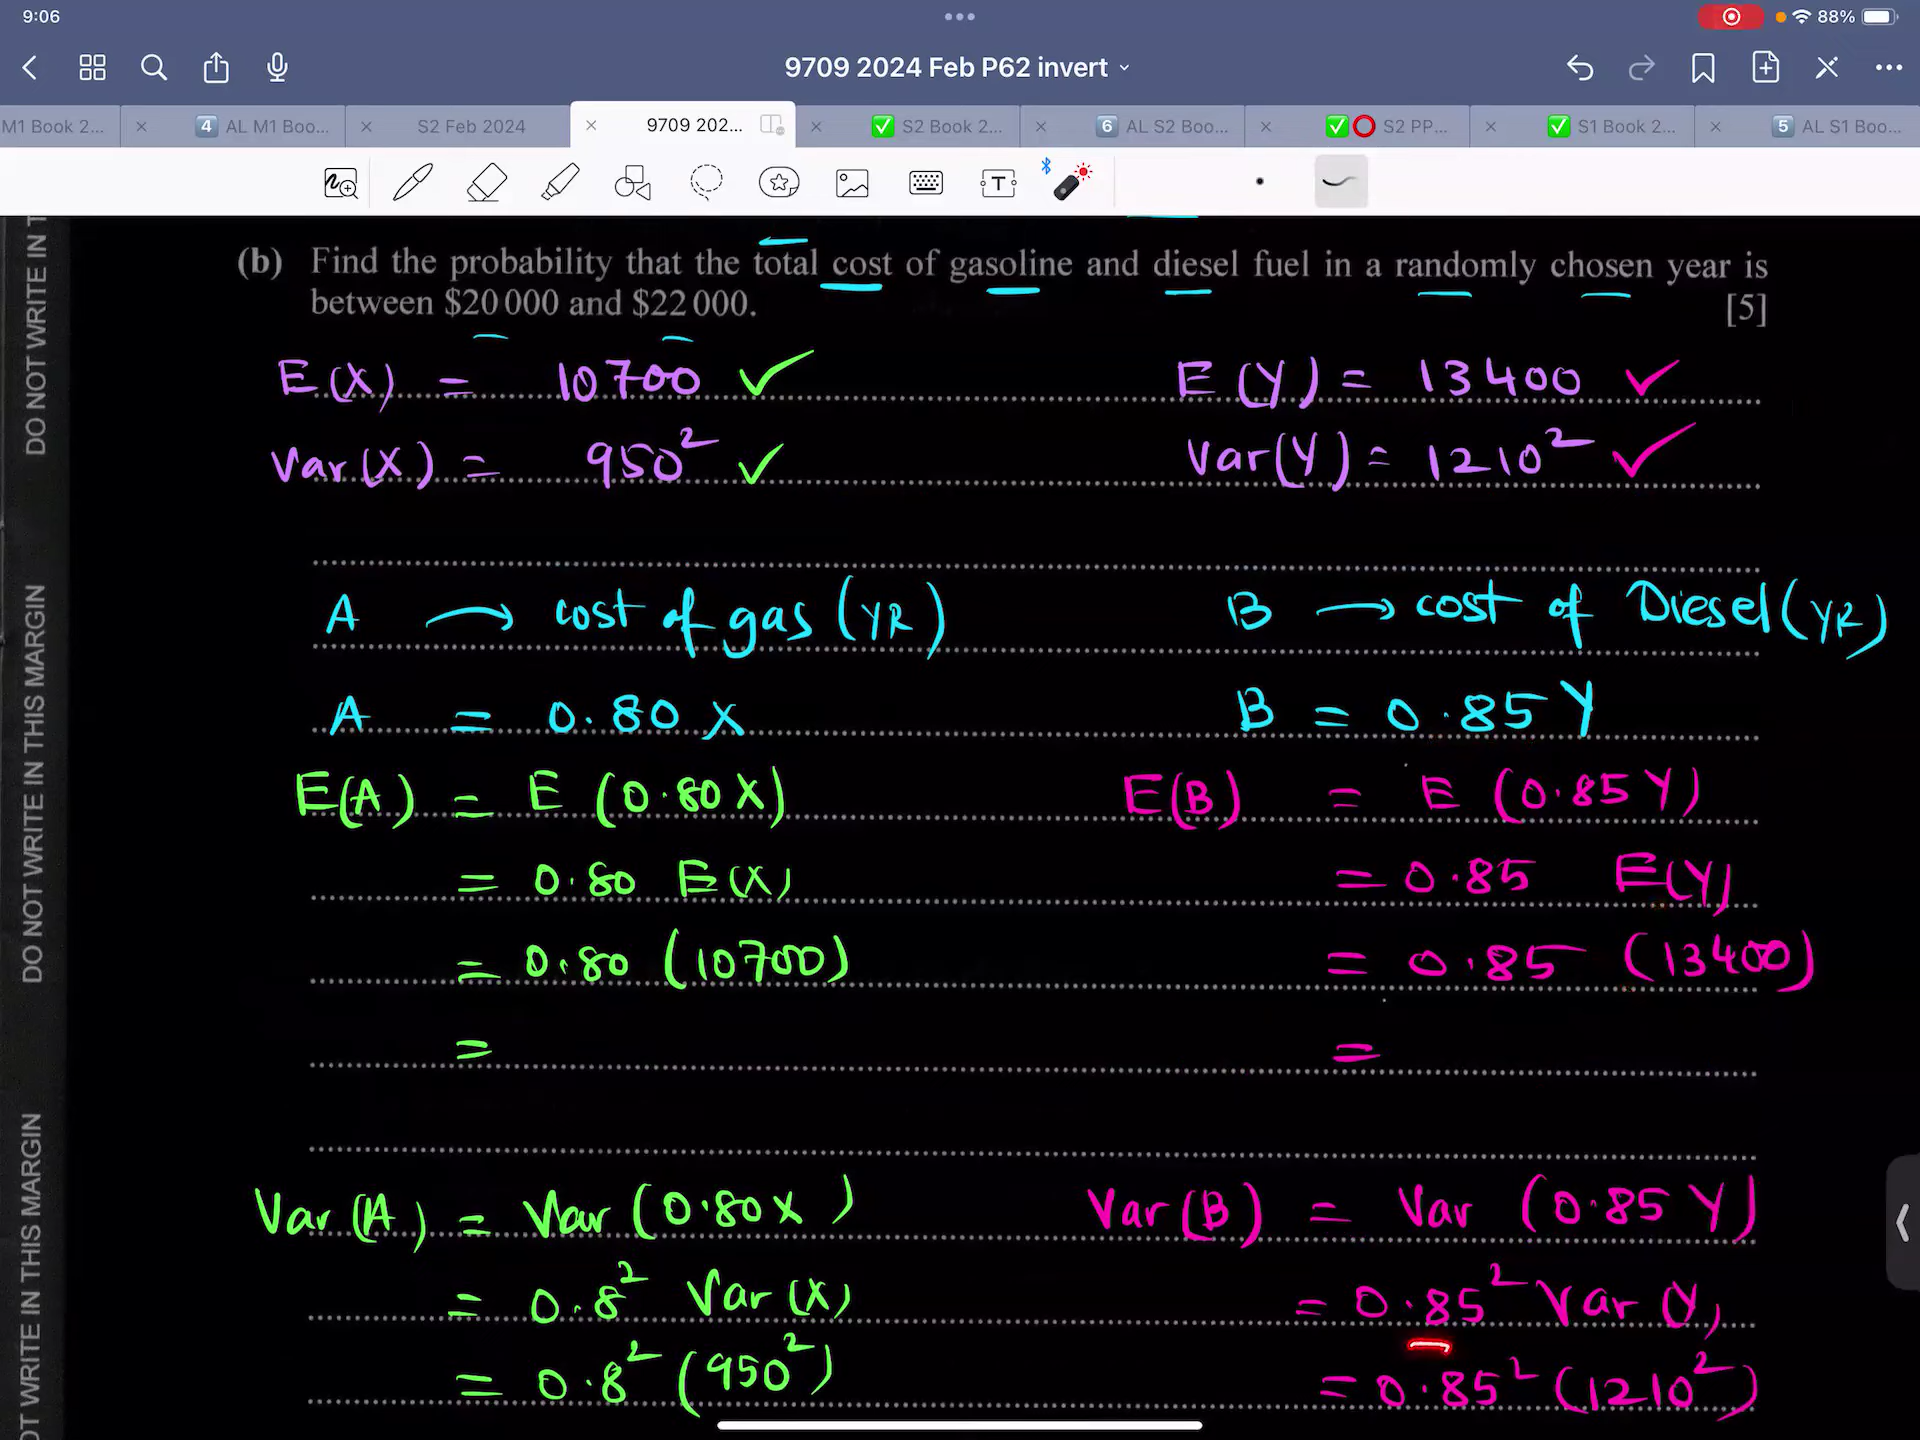 9:06
88%
9709 2024 Feb P62 invert
M1 Book 2...
4 AL M1 Boo...
S2 Feb 2024
9709 202...
S2 Book 2...
6 AL S2 Boo...
S2 PP...
S1 Book 2...
5 AL S1 Boo...
(b) Find the probability that the total cost of gasoline and diesel fuel in a randomly chosen year is
between $20 000 and $22 000.
[5]
E(X) = 10700 ✓ E(Y) = 13400 ✓
Var(X) = 950² ✓ Var(Y) = 1210² ✓
A → cost of gas (YR) B → cost of Diesel (YR)
A = 0.80 X B = 0.85 Y
E(A) = E (0.80X) E(B) = E (0.85 Y)
= 0.80 E(X) = 0.85 E(Y)
= 0.80 (10700) = 0.85 (13400)
= =
Var(A) = Var (0.80X) Var(B) = Var (0.85 Y)
= 0.8² Var(X) = 0.85² Var(Y)
= 0.8² (950²) = 0.85² (1210²)
DO NOT WRITE IN T
DO NOT WRITE IN THIS MARGIN
OT WRITE IN THIS MARGIN